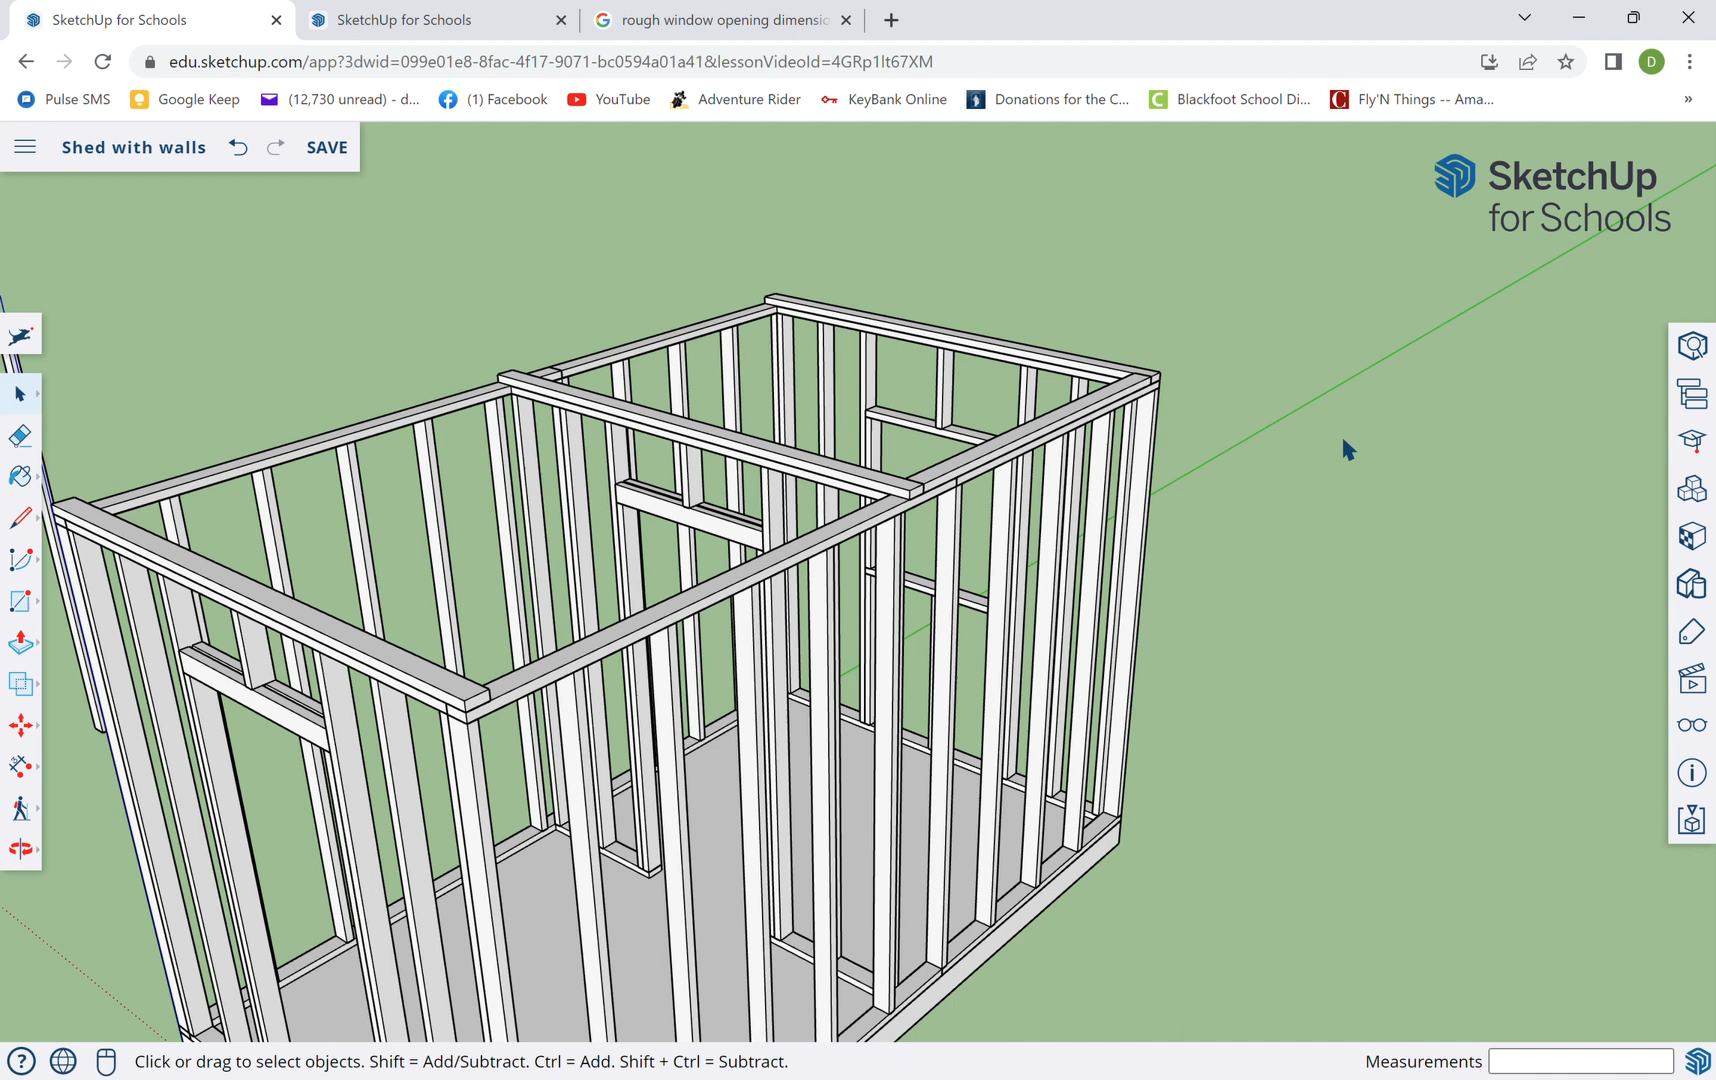 SketchUp for Schools
SketchUp for Schools
rough window opening dimensio
edu.sketchup.com/app?3dwid=099e01e8-8fac-4f17-9071-bc0594a01a41&lessonVideoId=4GRp1lt67XM
D
Pulse SMS
Google Keep
(12,730 unread) - d...
(1) Facebook
YouTube
Adventure Rider
KeyBank Online
Donations for the C...
Blackfoot School Di...
Fly'N Things -- Ama...
»
Shed with walls
SAVE
SketchUp
for Schools
Click or drag to select objects. Shift = Add/Subtract. Ctrl = Add. Shift + Ctrl = Subtract.
Measurements